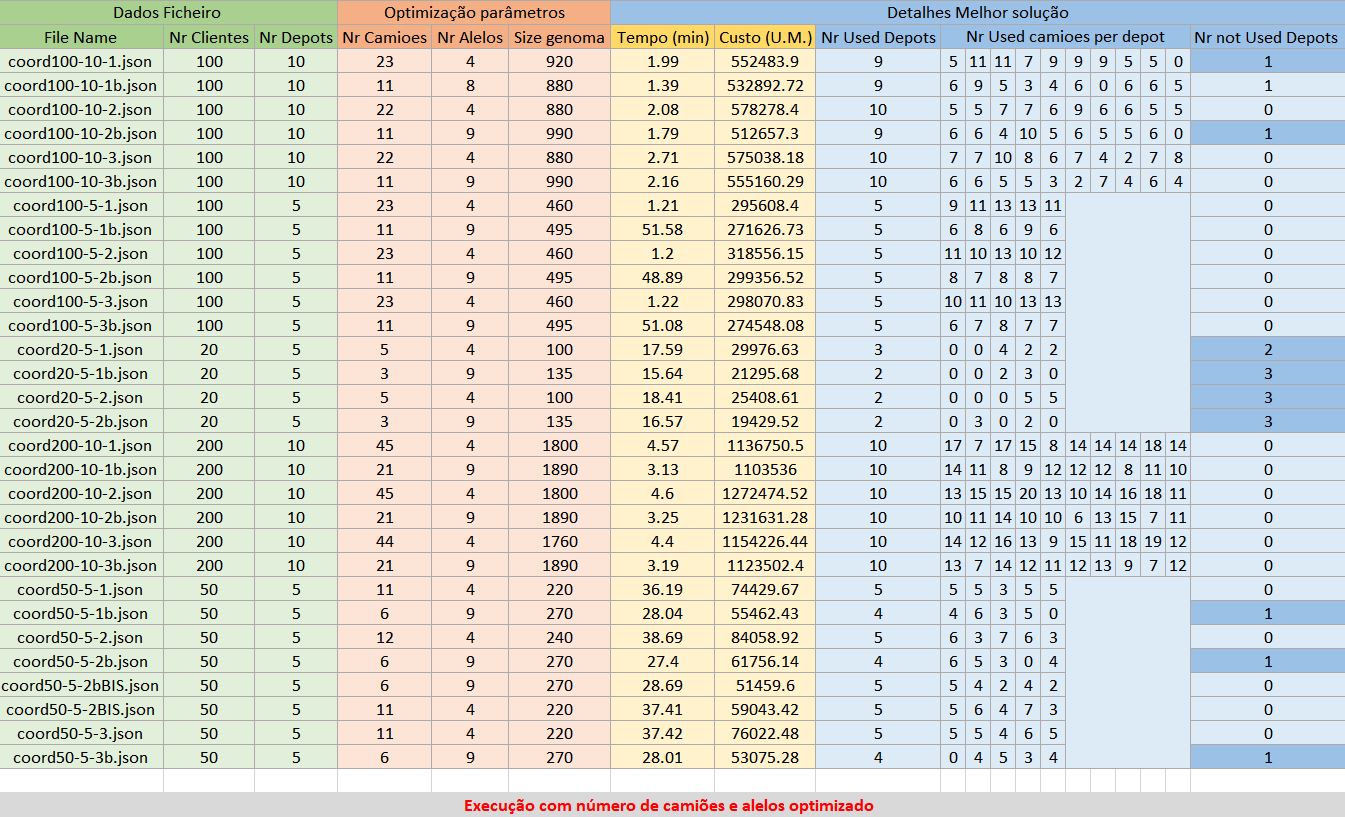 Dados Ficheiro Optimização parâmetros Detalhes Melhor solução
File Name Nr Clientes Nr Depots Nr Camioes Nr Alelos Size genoma Tempo (min) Custo (U.M.) Nr Used Depots Nr Used camioes per depot Nr not Used Depots
coord100-10-1.json 100 10 23 4 920 1.99 552483.9 9 5 11 11 7 9 9 9 5 5 0 1
coord100-10-1b.json 100 10 11 8 880 1.39 532892.72 9 6 9 5 3 4 6 0 6 6 5 1
coord100-10-2.json 100 10 22 4 880 2.08 578278.4 10 5 5 7 7 6 9 6 6 5 5 0
coord100-10-2b.json 100 10 11 9 990 1.79 512657.3 9 6 6 4 10 5 6 5 5 6 0 1
coord100-10-3.json 100 10 22 4 880 2.71 575038.18 10 7 7 10 8 6 7 4 2 7 8 0
coord100-10-3b.json 100 10 11 9 990 2.16 555160.29 10 6 6 5 5 3 2 7 4 6 4 0
coord100-5-1.json 100 5 23 4 460 1.21 295608.4 5 9 11 13 13 11 0
coord100-5-1b.json 100 5 11 9 495 51.58 271626.73 5 6 8 6 9 6 0
coord100-5-2.json 100 5 23 4 460 1.2 318556.15 5 11 10 13 10 12 0
coord100-5-2b.json 100 5 11 9 495 48.89 299356.52 5 8 7 8 8 7 0
coord100-5-3.json 100 5 23 4 460 1.22 298070.83 5 10 11 10 13 13 0
coord100-5-3b.json 100 5 11 9 495 51.08 274548.08 5 6 7 8 7 7 0
coord20-5-1.json 20 5 5 4 100 17.59 29976.63 3 0 0 4 2 2 2
coord20-5-1b.json 20 5 3 9 135 15.64 21295.68 2 0 0 2 3 0 3
coord20-5-2.json 20 5 5 4 100 18.41 25408.61 2 0 0 0 5 5 3
coord20-5-2b.json 20 5 3 9 135 16.57 19429.52 2 0 3 0 2 0 3
coord200-10-1.json 200 10 45 4 1800 4.57 1136750.5 10 17 7 17 15 8 14 14 14 18 14 0
coord200-10-1b.json 200 10 21 9 1890 3.13 1103536 10 14 11 8 9 12 12 12 8 11 10 0
coord200-10-2.json 200 10 45 4 1800 4.6 1272474.52 10 13 15 15 20 13 10 14 16 18 11 0
coord200-10-2b.json 200 10 21 9 1890 3.25 1231631.28 10 10 11 14 10 10 6 13 15 7 11 0
coord200-10-3.json 200 10 44 4 1760 4.4 1154226.44 10 14 12 16 13 9 15 11 18 19 12 0
coord200-10-3b.json 200 10 21 9 1890 3.19 1123502.4 10 13 7 14 12 11 12 13 9 7 12 0
coord50-5-1.json 50 5 11 4 220 36.19 74429.67 5 5 5 3 5 5 0
coord50-5-1b.json 50 5 6 9 270 28.04 55462.43 4 4 6 3 5 0 1
coord50-5-2.json 50 5 12 4 240 38.69 84058.92 5 6 3 7 6 3 0
coord50-5-2b.json 50 5 6 9 270 27.4 61756.14 4 6 5 3 0 4 1
coord50-5-2bBIS.json 50 5 6 9 270 28.69 51459.6 5 5 4 2 4 2 0
coord50-5-2BIS.json 50 5 11 4 220 37.41 59043.42 5 5 6 4 7 3 0
coord50-5-3.json 50 5 11 4 220 37.42 76022.48 5 5 5 4 6 5 0
coord50-5-3b.json 50 5 6 9 270 28.01 53075.28 4 0 4 5 3 4 1
Execução com número de camiões e alelos optimizado